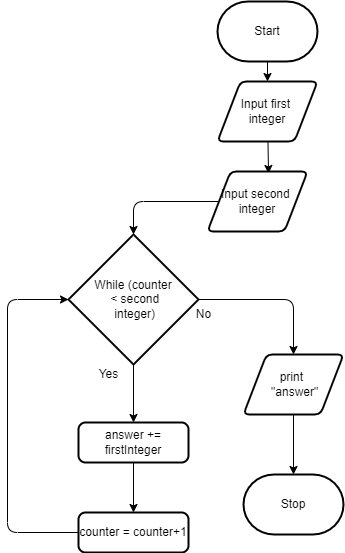 Start
Input first
integer
Input second
integer
While (counter
< second
integer)
No
Yes
print
"answer"
answer +=
firstInteger
Stop
counter = counter+1